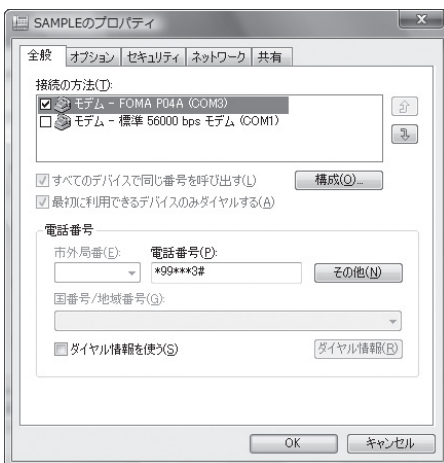 SAMPLEのプロパティ
全般 オプション セキュリティ ネットワーク 共有
接続の方法(T):
モデム - FOMA P04A (COM3)
モデム - 標準 56000 bps モデム (COM1)
すべてのデバイスで同じ番号を呼び出す(L)
構成(O)...
最初に利用できるデバイスのみダイヤルする(A)
電話番号
市外局番(E): 電話番号(P):
*99***3#
その他(N)
国番号/地域番号(G):
ダイヤル情報を使う(S)
ダイヤル情報(R)
OK キャンセル